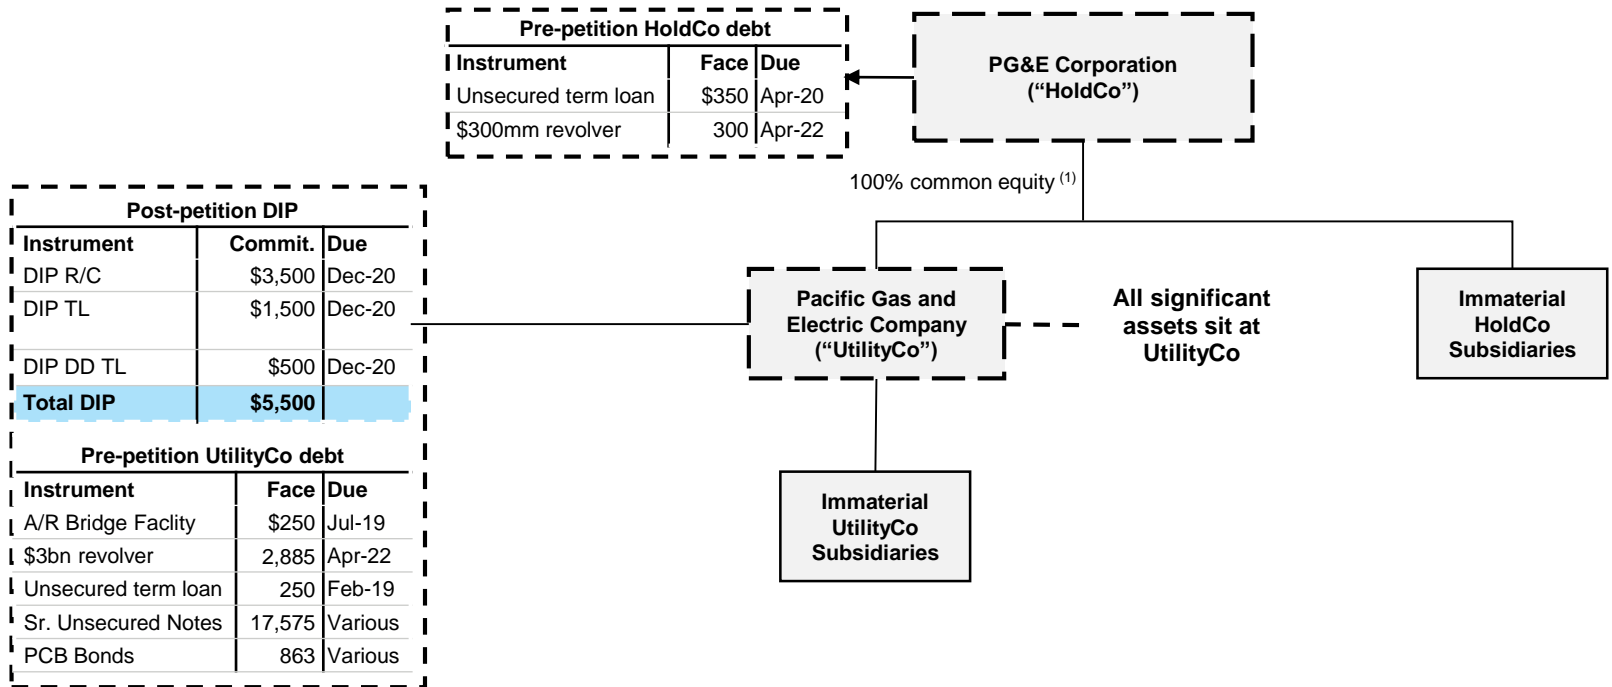 Pre-petition HoldCo debt
Instrument Face Due
Unsecured term loan $350 Apr-20
$300mm revolver 300 Apr-22
PG&E Corporation
(“HoldCo”)
100% common equity (1)
Post-petition DIP
Instrument Commit. Due
DIP R/C $3,500 Dec-20
DIP TL $1,500 Dec-20
DIP DD TL $500 Dec-20
Total DIP $5,500
Pre-petition UtilityCo debt
Instrument Face Due
A/R Bridge Faclity $250 Jul-19
$3bn revolver 2,885 Apr-22
Unsecured term loan 250 Feb-19
Sr. Unsecured Notes 17,575 Various
PCB Bonds 863 Various
Pacific Gas and
Electric Company
(“UtilityCo”)
All significant
assets sit at
UtilityCo
Immaterial
HoldCo
Subsidiaries
Immaterial
UtilityCo
Subsidiaries